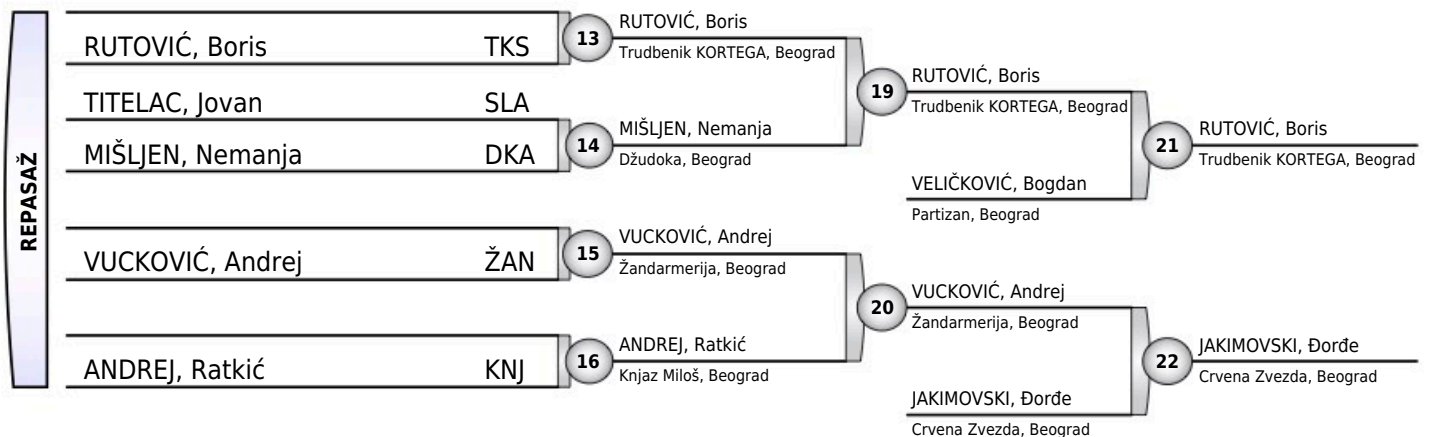 REPASAŽ
RUTOVIĆ, Boris TKS
TITELAC, Jovan SLA
MIŠLJEN, Nemanja DKA
VUCKOVIĆ, Andrej ŽAN
ANDREJ, Ratkić KNJ
13
RUTOVIĆ, Boris
Trudbenik KORTEGA, Beograd
14
MIŠLJEN, Nemanja
Džudoka, Beograd
15
VUCKOVIĆ, Andrej
Žandarmerija, Beograd
16
ANDREJ, Ratkić
Knjaz Miloš, Beograd
19
RUTOVIĆ, Boris
Trudbenik KORTEGA, Beograd
VELIČKOVIĆ, Bogdan
Partizan, Beograd
20
VUCKOVIĆ, Andrej
Žandarmerija, Beograd
JAKIMOVSKI, Đorđe
Crvena Zvezda, Beograd
21
RUTOVIĆ, Boris
Trudbenik KORTEGA, Beograd
22
JAKIMOVSKI, Đorđe
Crvena Zvezda, Beograd